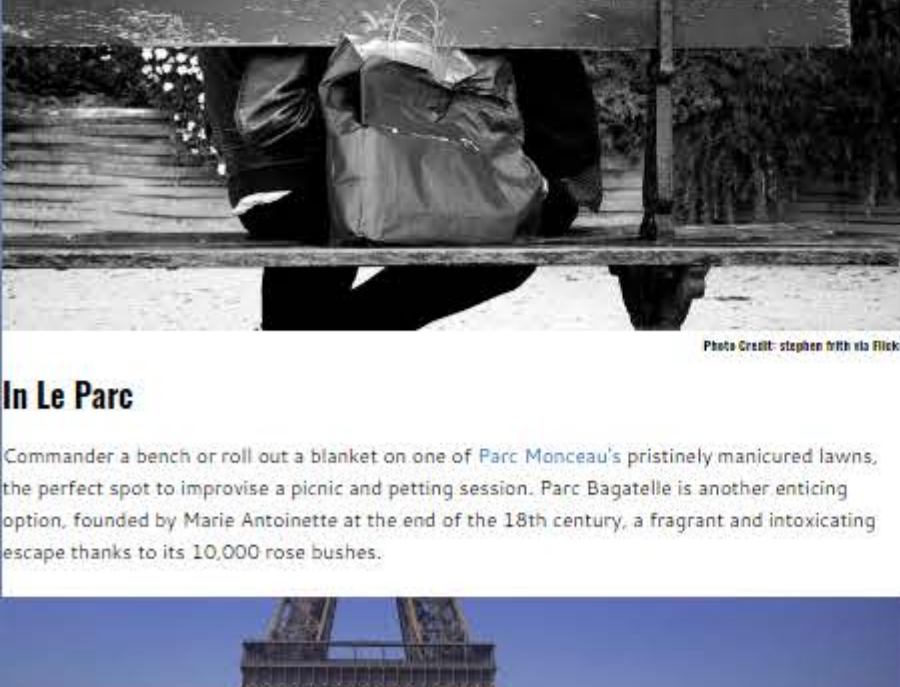 Photo Credit: stephen frith via Flick
In Le Parc
Commander a bench or roll out a blanket on one of Parc Monceau's pristinely manicured lawns,
the perfect spot to improvise a picnic and petting session. Parc Bagatelle is another enticing
option, founded by Marie Antoinette at the end of the 18th century, a fragrant and intoxicating
escape thanks to its 10,000 rose bushes.